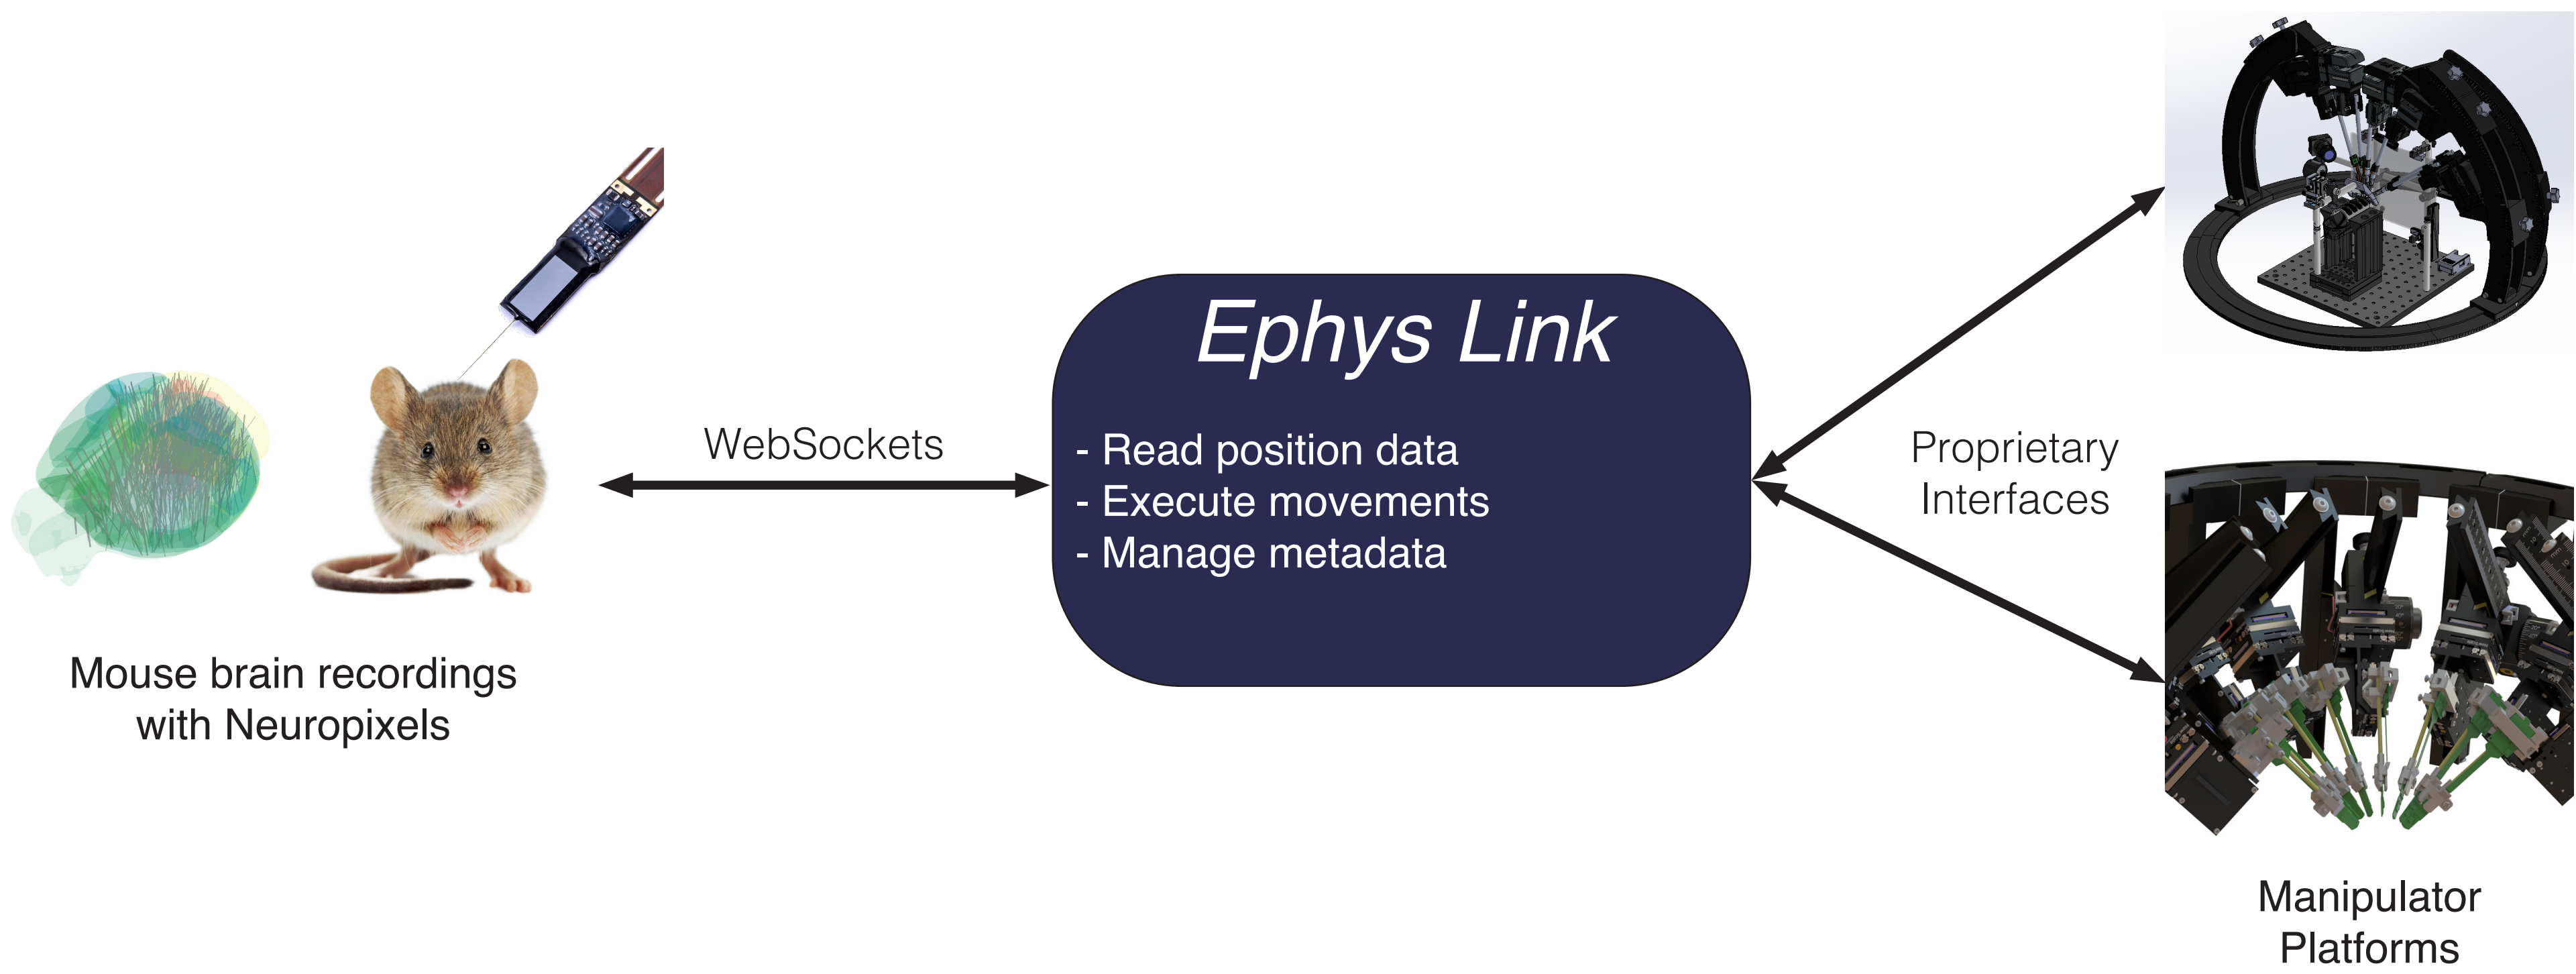 Ephys Link
- Read position data
- Execute movements
- Manage metadata
WebSockets
Proprietary
Interfaces
Mouse brain recordings
with Neuropixels
Manipulator
Platforms